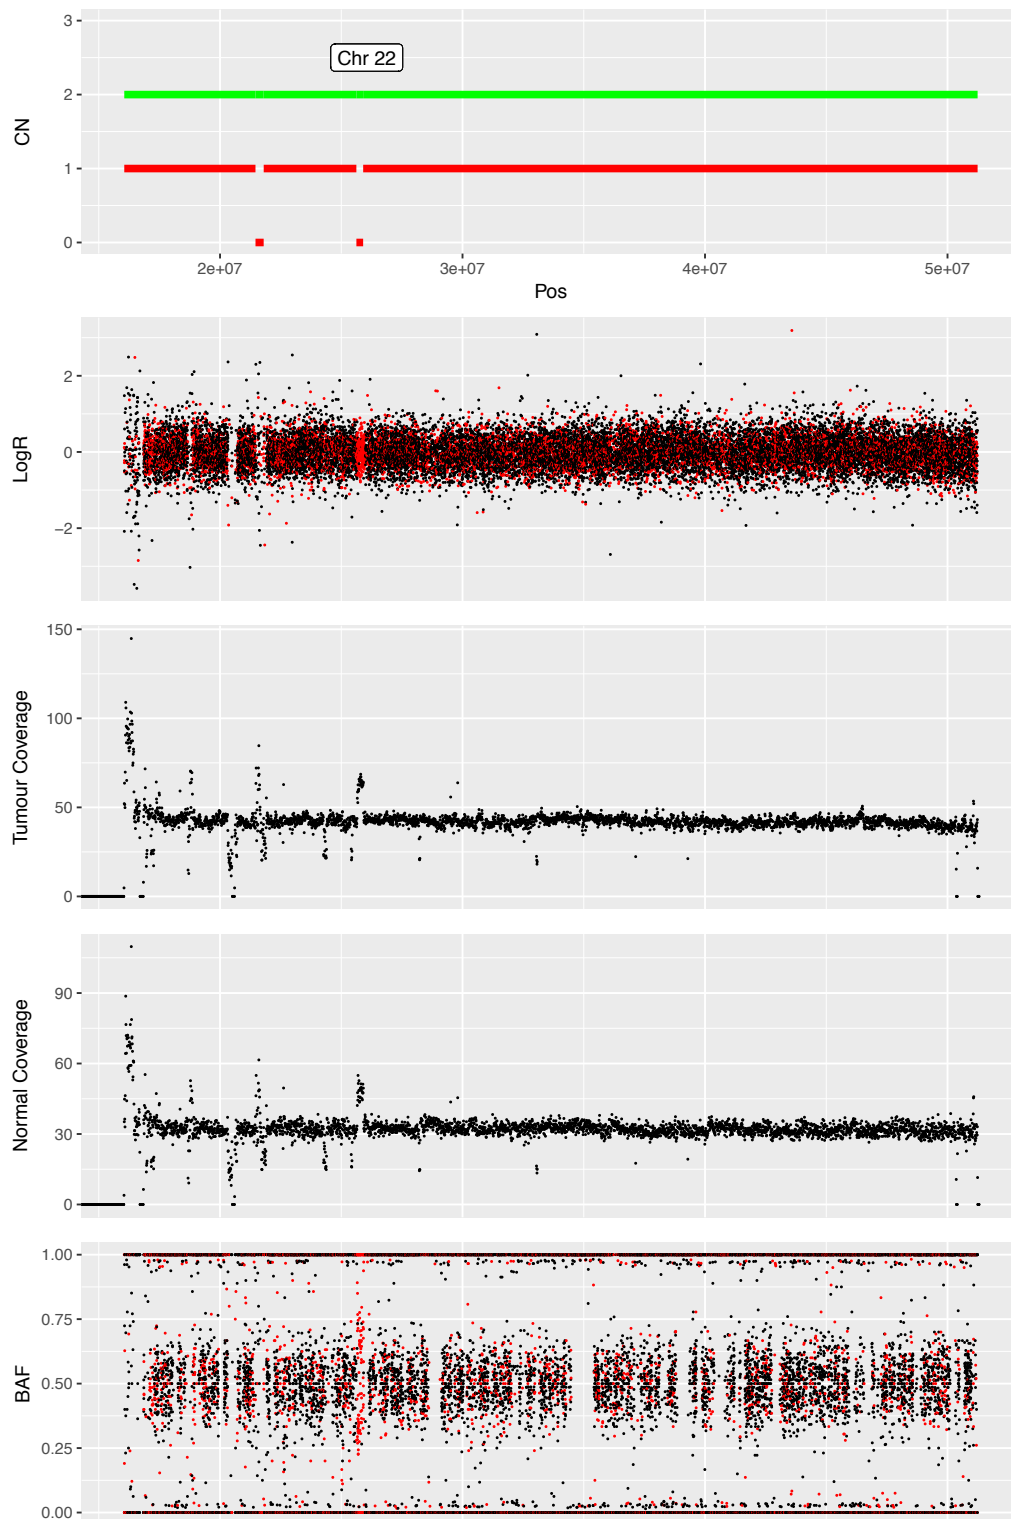 3
Chr 22
2
CN
1
0
2e+07 3e+07 4e+07 5e+07
Pos
2
LogR
0
−2
150
Tumour Coverage
100
50
0
90
Normal Coverage
60
30
0
1.00
0.75
BAF
0.50
0.25
0.00